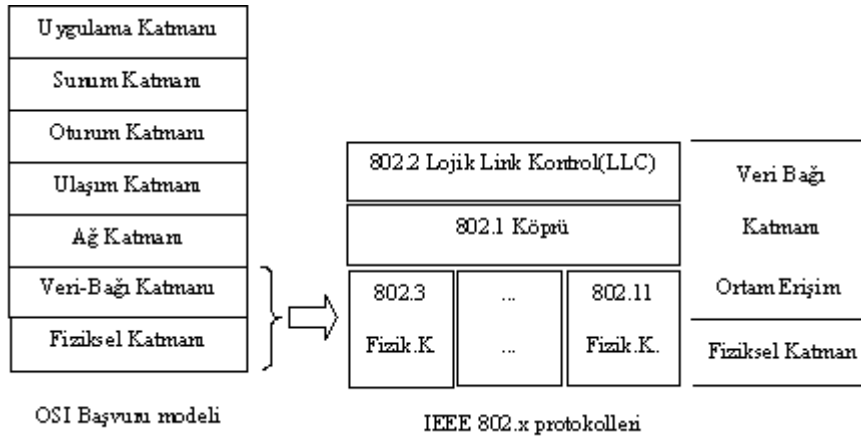 Uygulama Katmanı
Sunum Katmanı
Oturum Katmanı
Ulaşım Katmanı
Ağ Katmanı
Veri-Bağı Katmanı
Fiziksel Katmanı
OSI Başvuru modeli
802.2 Lojik Link Kontrol(LLC)
802.1 Köprü
802.3
...
802.11
Fizik.K.
...
Fizik.K.
Veri Bağı
Katmanı
Ortam Erişim
Fiziksel Katman
IEEE 802.x protokolleri